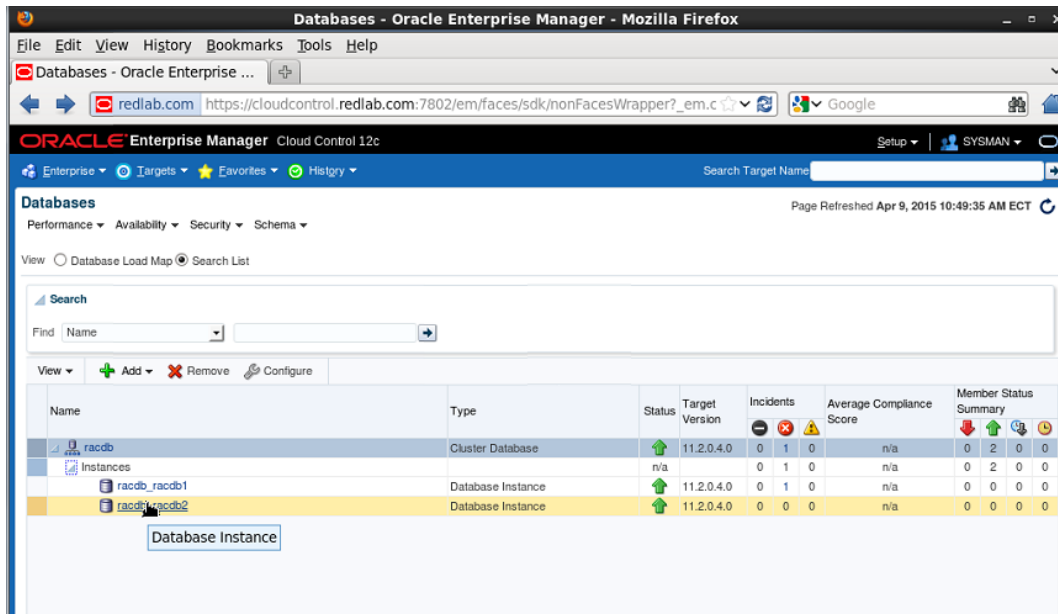 Databases - Oracle Enterprise Manager - Mozilla Firefox
File Edit View History Bookmarks Tools Help
Databases - Oracle Enterprise ...
redlab.com https://cloudcontrol.redlab.com:7802/em/faces/sdk/nonFacesWrapper?_em.c Google
ORACLE Enterprise Manager Cloud Control 12c Setup SYSMAN
Enterprise Targets Favorites History Search Target Name
Databases Page Refreshed Apr 9, 2015 10:49:35 AM ECT
Performance Availability Security Schema
View Database Load Map Search List
Search
Find Name
View Add Remove Configure
Name Type Status Target Version Incidents Average Compliance Score Member Status Summary
racdb Cluster Database 11.2.0.4.0 0 1 0 n/a 0 2 0 0
Instances n/a 0 1 0 n/a 0 2 0 0
racdb_racdb1 Database Instance 11.2.0.4.0 0 1 0 n/a 0 0 0 0
racdb_racdb2 Database Instance 11.2.0.4.0 0 0 0 n/a 0 0 0 0
Database Instance